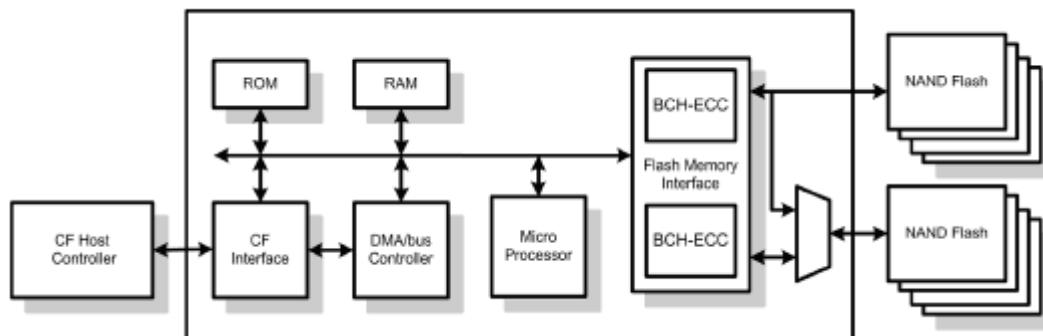 ROM
RAM
BCH-ECC
NAND Flash
Flash Memory
Interface
CF Host
Controller
CF
Interface
DMA/bus
Controller
Micro
Processor
BCH-ECC
NAND Flash